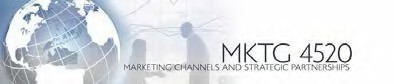 MKTG 4520
MARKETING CHANNELS AND STRATEGIC PARTNERSHIPS